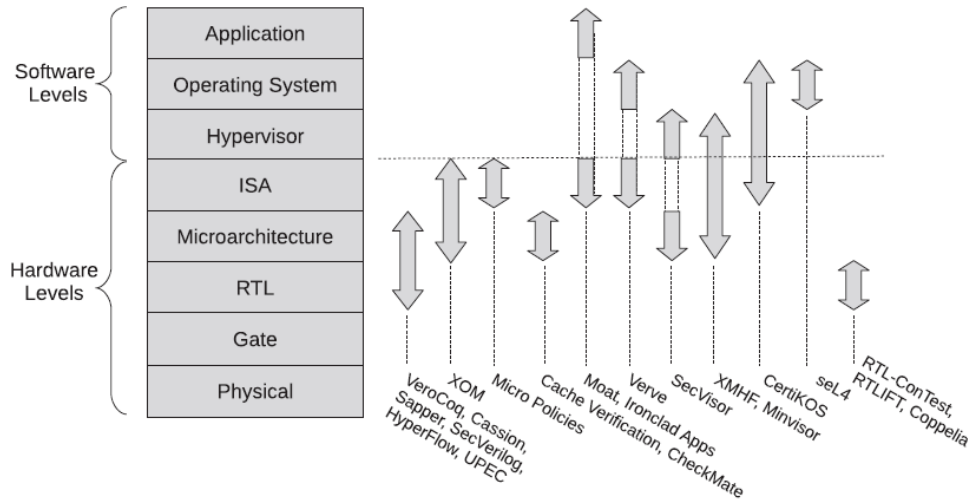 Software
Levels
Hardware
Levels
Application
Operating System
Hypervisor
ISA
Microarchitecture
RTL
Gate
Physical
VeroCoq, Cassion,
Sapper, SecVerilog,
HyperFlow, UPEC
XOM
Micro Policies
Cache Verification, CheckMate
Moat, Ironclad Apps
Verve
SecVisor
XMHF, Minvisor
CertiKOS
seL4
RTL-ConTest,
RTLIFT, Coppelia